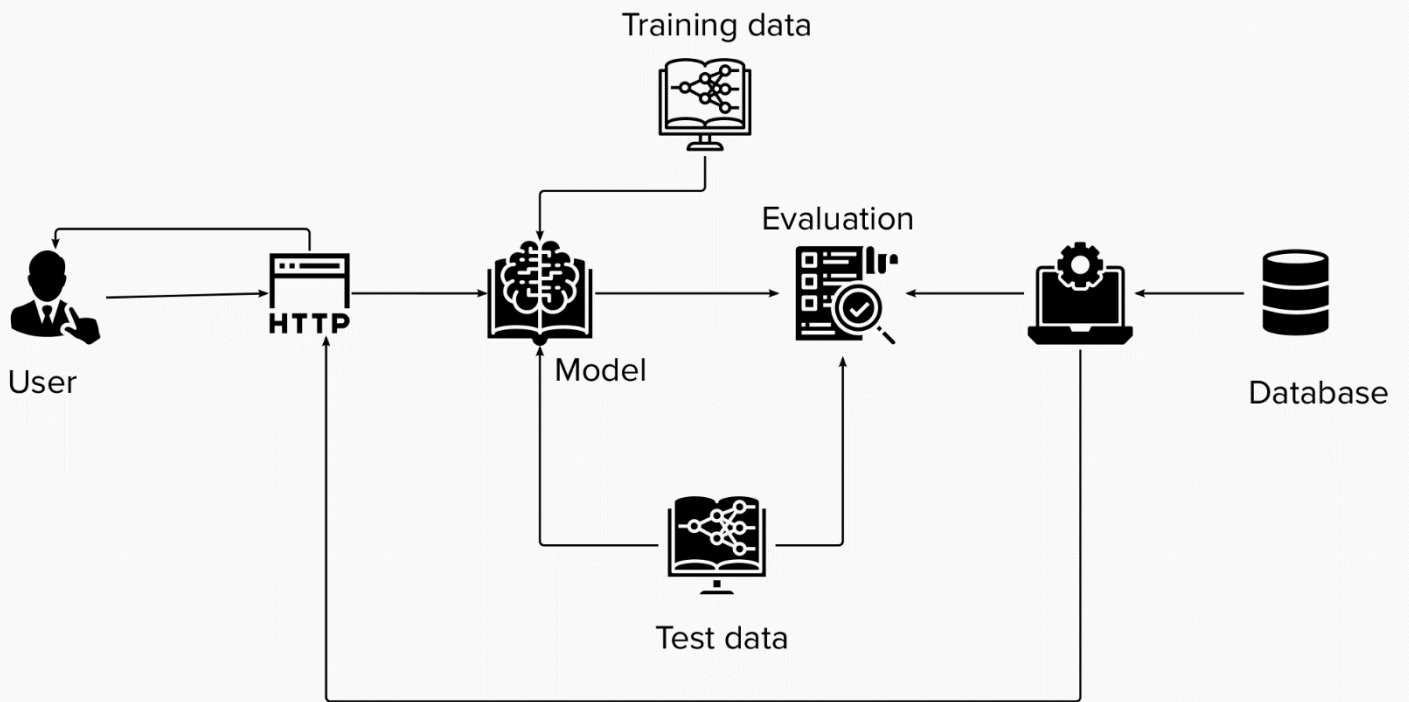 Training data
Evaluation
HTTP
Model
User
Database
Test data